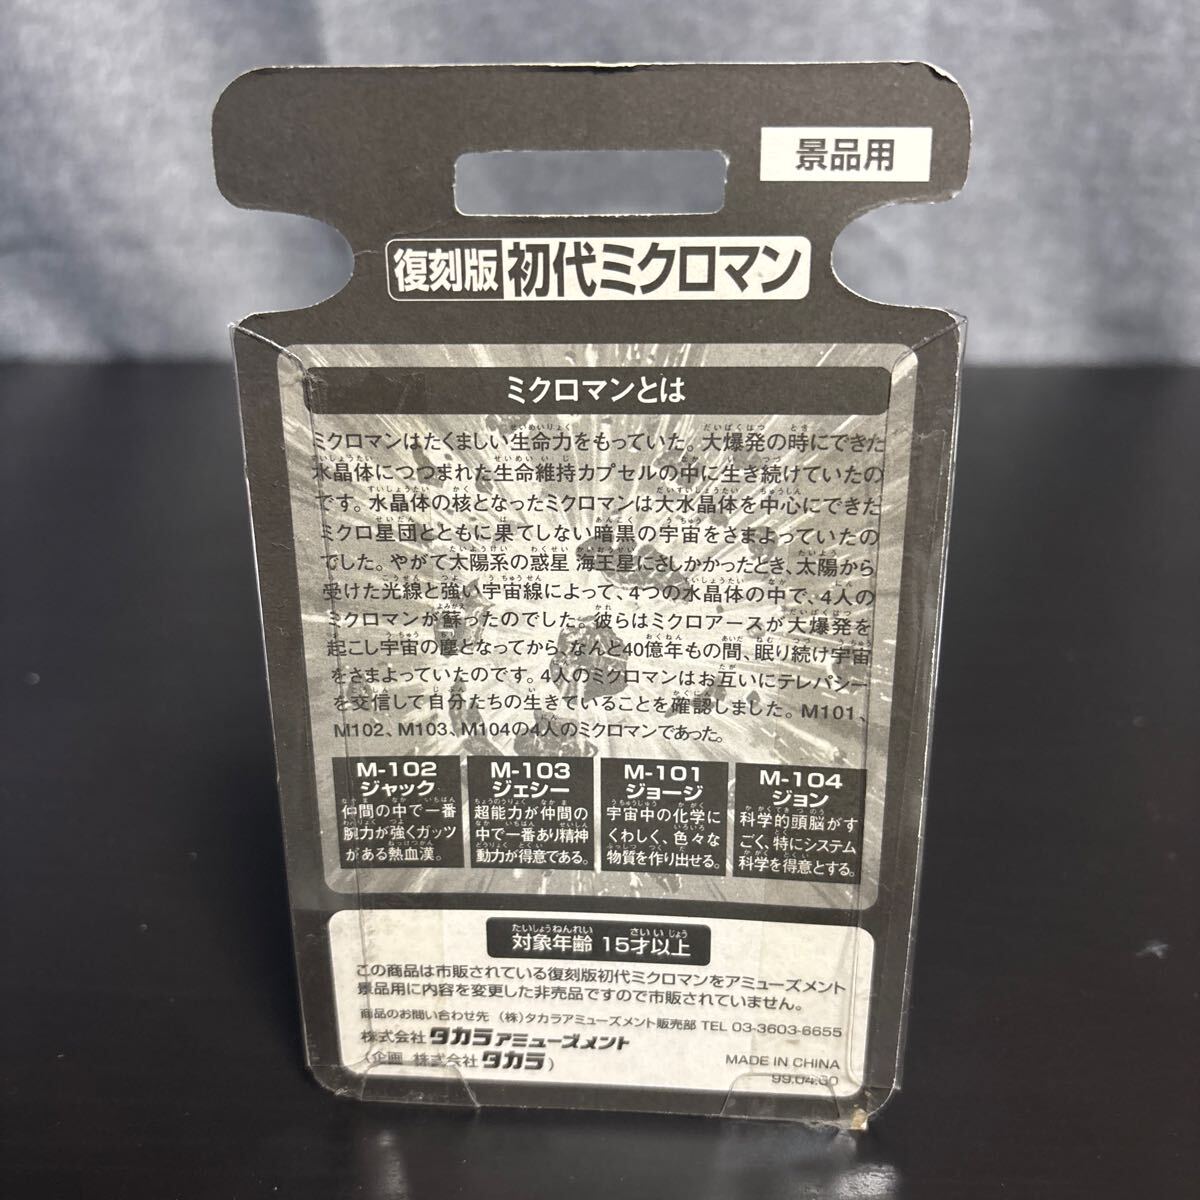 景品用
復刻版 初代ミクロマン
ミクロマンとは
ミクロマンはたくましい生命力をもっていた。大爆発の時にできた
水晶体につつまれた生命維持カプセルの中に生き続けていたの
です。水晶体の核となったミクロマンは大水晶体を中心にできた
ミクロ星団とともに果てしない暗黒の宇宙をさまよっていたの
でした。やがて太陽系の惑星 海王星にさしかかったとき、太陽から
受けた光線と強い宇宙線によって、4つの水晶体の中で、4人の
ミクロマンが蘇ったのでした。彼らはミクロアースが大爆発を
起こし宇宙の塵となってから、なんと40億年もの間、眠り続け宇宙
をさまよっていたのです。4人のミクロマンはお互いにテレパシー
を交信して自分たちの生きていることを確認しました。M101、
M102、M103、M104の4人のミクロマンであった。
M-102
ジャック
仲間の中で一番
腕力が強くガッツ
がある熱血漢。
M-103
ジェシー
超能力が仲間の
中で一番あり精神
動力が得意である。
M-101
ジョージ
宇宙中の化学に
くわしく、色々な
物質を作り出せる。
M-104
ジョン
科学的頭脳がす
ごく、特にシステム
科学を得意とする。
対象年齢 15才以上
この商品は市販されている復刻版初代ミクロマンをアミューズメント
景品用に内容を変更した非売品ですので市販されていません。
商品のお問い合わせ先 (株)タカラアミューズメント販売部 TEL 03-3603-6655
株式会社 タカラアミューズメント
(企画 株式会社 タカラ)
MADE IN CHINA